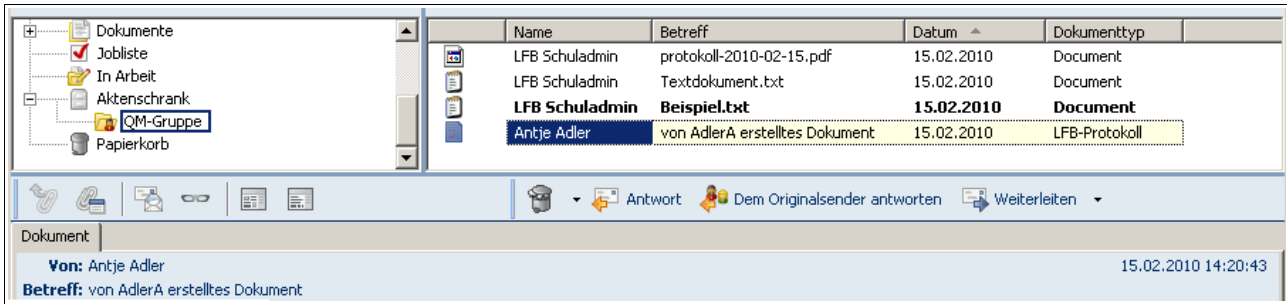 Dokumente
Jobliste
In Arbeit
Aktenschrank
QM-Gruppe
Papierkorb
Name Betreff Datum Dokumenttyp
LFB Schuladmin protokoll-2010-02-15.pdf 15.02.2010 Document
LFB Schuladmin Textdokument.txt 15.02.2010 Document
LFB Schuladmin Beispiel.txt 15.02.2010 Document
Antje Adler von AdlerA erstelltes Dokument 15.02.2010 LFB-Protokoll
Antwort Dem Originalsender antworten Weiterleiten
Dokument
Von: Antje Adler 15.02.2010 14:20:43
Betreff: von AdlerA erstelltes Dokument